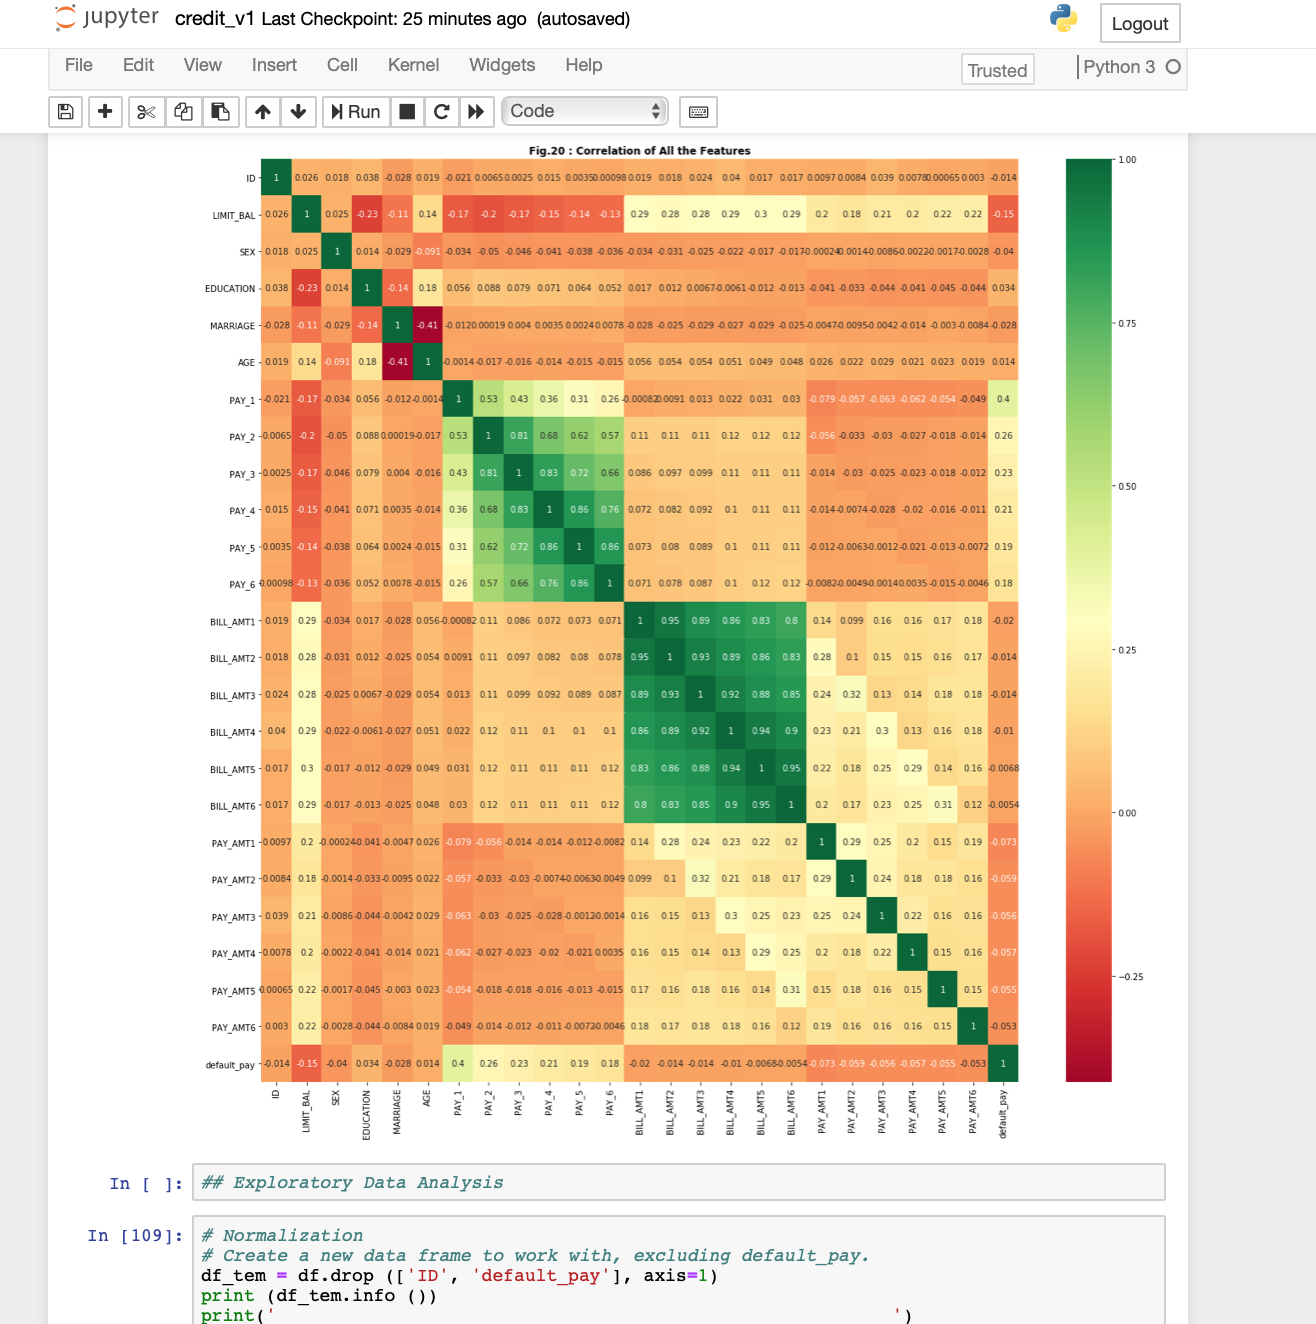 jupyter credit_v1 Last Checkpoint: 25 minutes ago (autosaved)
Logout
File Edit View Insert Cell Kernel Widgets Help
Trusted Python 3
Run Code
Fig.20 : Correlation of All the Features
ID 1 0.026 0.018 0.038 -0.028 0.019 -0.021 0.0065 0.0025 0.015 0.0035 0.00098 0.019 0.018 0.024 0.04 0.017 0.017 0.0097 0.0084 0.039 0.0078 0.00065 0.003 -0.014
LIMIT_BAL 0.026 1 0.025 -0.23 -0.11 0.14 -0.17 -0.2 -0.17 -0.15 -0.14 -0.13 0.29 0.28 0.28 0.29 0.3 0.29 0.2 0.18 0.21 0.2 0.22 0.22 -0.15
SEX 0.018 0.025 1 0.014 -0.029 -0.091 -0.034 -0.05 -0.046 -0.041 -0.038 -0.036 -0.034 -0.031 -0.025 -0.022 -0.017 -0.017 -0.00024 -0.0014 -0.0086 -0.0022 -0.0017 -0.0028 -0.04
EDUCATION 0.038 -0.23 0.014 1 -0.14 0.18 0.056 0.088 0.079 0.071 0.064 0.052 0.017 0.012 0.0067 -0.0061 -0.012 -0.013 -0.041 -0.033 -0.044 -0.041 -0.045 -0.044 0.034
MARRIAGE -0.028 -0.11 -0.029 -0.14 1 -0.41 -0.012 0.00019 0.004 0.0035 0.0024 0.0078 -0.028 -0.025 -0.029 -0.027 -0.029 -0.025 -0.0047 -0.0095 -0.0042 -0.014 -0.003 -0.0084 -0.028
AGE 0.019 0.14 -0.091 0.18 -0.41 1 -0.0014 -0.017 -0.016 -0.014 -0.015 -0.015 0.056 0.054 0.054 0.051 0.049 0.048 0.026 0.022 0.029 0.021 0.023 0.019 0.014
PAY_1 -0.021 -0.17 -0.034 0.056 -0.012 -0.0014 1 0.53 0.43 0.36 0.31 0.26 -0.00082 0.0091 0.013 0.022 0.031 0.03 -0.079 -0.057 -0.063 -0.062 -0.054 -0.049 0.4
PAY_2 -0.0065 -0.2 -0.05 0.088 0.00019 -0.017 0.53 1 0.81 0.68 0.62 0.57 0.11 0.11 0.11 0.12 0.12 0.12 -0.056 -0.033 -0.03 -0.027 -0.018 -0.014 0.26
PAY_3 -0.0025 -0.17 -0.046 0.079 0.004 -0.016 0.43 0.81 1 0.83 0.72 0.66 0.086 0.097 0.099 0.11 0.11 0.11 -0.014 -0.03 -0.025 -0.023 -0.018 -0.012 0.23
PAY_4 0.015 -0.15 -0.041 0.071 0.0035 -0.014 0.36 0.68 0.83 1 0.86 0.76 0.072 0.082 0.092 0.1 0.11 0.11 -0.014 -0.0074 -0.028 -0.02 -0.016 -0.011 0.21
PAY_5 -0.0035 -0.14 -0.038 0.064 0.0024 -0.015 0.31 0.62 0.72 0.86 1 0.86 0.073 0.08 0.089 0.1 0.11 0.11 -0.012 -0.0063 -0.0012 -0.021 -0.013 -0.0072 0.19
PAY_6 0.00098 -0.13 -0.036 0.052 0.0078 -0.015 0.26 0.57 0.66 0.76 0.86 1 0.071 0.078 0.087 0.1 0.12 0.12 -0.0082 -0.0049 -0.0014 0.0035 -0.015 -0.0046 0.18
BILL_AMT1 0.019 0.29 -0.034 0.017 -0.028 0.056 -0.00082 0.11 0.086 0.072 0.073 0.071 1 0.95 0.89 0.86 0.83 0.8 0.14 0.099 0.16 0.16 0.17 0.18 -0.02
BILL_AMT2 0.018 0.28 -0.031 0.012 -0.025 0.054 0.0091 0.11 0.097 0.082 0.08 0.078 0.95 1 0.93 0.89 0.86 0.83 0.28 0.1 0.15 0.15 0.16 0.17 -0.014
BILL_AMT3 0.024 0.28 -0.025 0.0067 -0.029 0.054 0.013 0.11 0.099 0.092 0.089 0.087 0.89 0.93 1 0.92 0.88 0.85 0.24 0.32 0.13 0.14 0.18 0.18 -0.014
BILL_AMT4 0.04 0.29 -0.022 -0.0061 -0.027 0.051 0.022 0.12 0.11 0.1 0.1 0.1 0.86 0.89 0.92 1 0.94 0.9 0.23 0.21 0.3 0.13 0.16 0.18 -0.01
BILL_AMT5 0.017 0.3 -0.017 -0.012 -0.029 0.049 0.031 0.12 0.11 0.11 0.11 0.12 0.83 0.86 0.88 0.94 1 0.95 0.22 0.18 0.25 0.29 0.14 0.16 -0.0068
BILL_AMT6 0.017 0.29 -0.017 -0.013 -0.025 0.048 0.03 0.12 0.11 0.11 0.11 0.12 0.8 0.83 0.85 0.9 0.95 1 0.2 0.17 0.23 0.25 0.31 0.12 -0.0054
PAY_AMT1 0.0097 0.2 -0.00024 -0.041 -0.0047 0.026 -0.079 -0.056 -0.014 -0.014 -0.012 -0.0082 0.14 0.28 0.24 0.23 0.22 0.2 1 0.29 0.25 0.2 0.15 0.19 -0.073
PAY_AMT2 0.0084 0.18 -0.0014 -0.033 -0.0095 0.022 -0.057 -0.033 -0.03 -0.0074 -0.0063 -0.0049 0.099 0.1 0.32 0.21 0.18 0.17 0.29 1 0.24 0.18 0.18 0.16 -0.059
PAY_AMT3 0.039 0.21 -0.0086 -0.044 -0.0042 0.029 -0.063 -0.03 -0.025 -0.028 -0.0012 -0.0014 0.16 0.15 0.13 0.3 0.25 0.23 0.25 0.24 1 0.22 0.16 0.16 -0.056
PAY_AMT4 0.0078 0.2 -0.0022 -0.041 -0.014 0.021 -0.062 -0.027 -0.023 -0.02 -0.021 0.0035 0.16 0.15 0.14 0.13 0.29 0.25 0.2 0.18 0.22 1 0.15 0.16 -0.057
PAY_AMT5 0.00065 0.22 -0.0017 -0.045 -0.003 0.023 -0.054 -0.018 -0.018 -0.016 -0.013 -0.015 0.17 0.16 0.18 0.16 0.14 0.31 0.15 0.18 0.16 0.15 1 0.15 -0.055
PAY_AMT6 0.003 0.22 -0.0028 -0.044 -0.0084 0.019 -0.049 -0.014 -0.012 -0.011 -0.0072 -0.0046 0.18 0.17 0.18 0.18 0.16 0.12 0.19 0.16 0.16 0.16 0.15 1 -0.053
default_pay -0.014 -0.15 -0.04 0.034 -0.028 0.014 0.4 0.26 0.23 0.21 0.19 0.18 -0.02 -0.014 -0.014 -0.01 -0.0068 -0.0054 -0.073 -0.059 -0.056 -0.057 -0.055 -0.053 1
ID LIMIT_BAL SEX EDUCATION MARRIAGE AGE PAY_1 PAY_2 PAY_3 PAY_4 PAY_5 PAY_6 BILL_AMT1 BILL_AMT2 BILL_AMT3 BILL_AMT4 BILL_AMT5 BILL_AMT6 PAY_AMT1 PAY_AMT2 PAY_AMT3 PAY_AMT4 PAY_AMT5 PAY_AMT6 default_pay
1.00
0.75
0.50
0.25
0.00
-0.25
In [ ]: ## Exploratory Data Analysis
In [109]: # Normalization
# Create a new data frame to work with, excluding default_pay.
df_tem = df.drop (['ID', 'default_pay'], axis=1)
print (df_tem.info ())
print(' ')